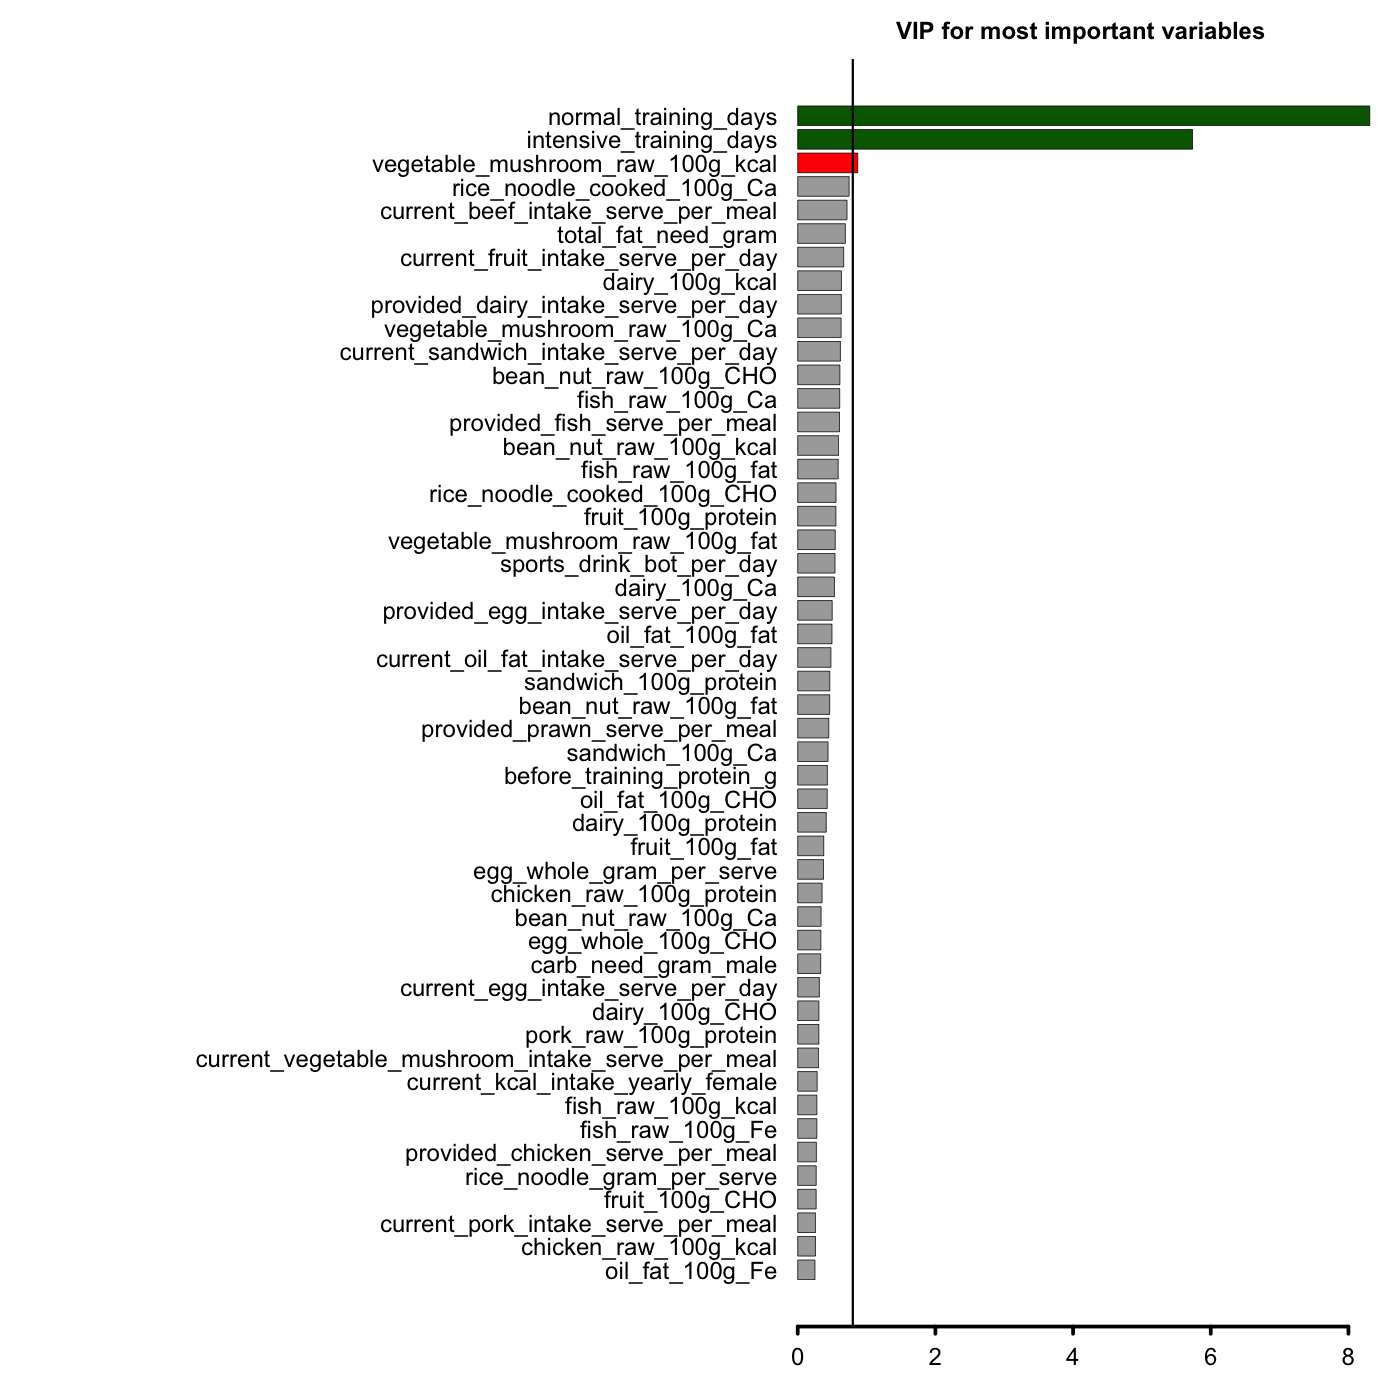 VIP for most important variables
normal_training_days
intensive_training_days
vegetable_mushroom_raw_100g_kcal
rice_noodle_cooked_100g_Ca
current_beef_intake_serve_per_meal
total_fat_need_gram
current_fruit_intake_serve_per_day
dairy_100g_kcal
provided_dairy_intake_serve_per_day
vegetable_mushroom_raw_100g_Ca
current_sandwich_intake_serve_per_day
bean_nut_raw_100g_CHO
fish_raw_100g_Ca
provided_fish_serve_per_meal
bean_nut_raw_100g_kcal
fish_raw_100g_fat
rice_noodle_cooked_100g_CHO
fruit_100g_protein
vegetable_mushroom_raw_100g_fat
sports_drink_bot_per_day
dairy_100g_Ca
provided_egg_intake_serve_per_day
oil_fat_100g_fat
current_oil_fat_intake_serve_per_day
sandwich_100g_protein
bean_nut_raw_100g_fat
provided_prawn_serve_per_meal
sandwich_100g_Ca
before_training_protein_g
oil_fat_100g_CHO
dairy_100g_protein
fruit_100g_fat
egg_whole_gram_per_serve
chicken_raw_100g_protein
bean_nut_raw_100g_Ca
egg_whole_100g_CHO
carb_need_gram_male
current_egg_intake_serve_per_day
dairy_100g_CHO
pork_raw_100g_protein
current_vegetable_mushroom_intake_serve_per_meal
current_kcal_intake_yearly_female
fish_raw_100g_kcal
fish_raw_100g_Fe
provided_chicken_serve_per_meal
rice_noodle_gram_per_serve
fruit_100g_CHO
current_pork_intake_serve_per_meal
chicken_raw_100g_kcal
oil_fat_100g_Fe
0 2 4 6 8